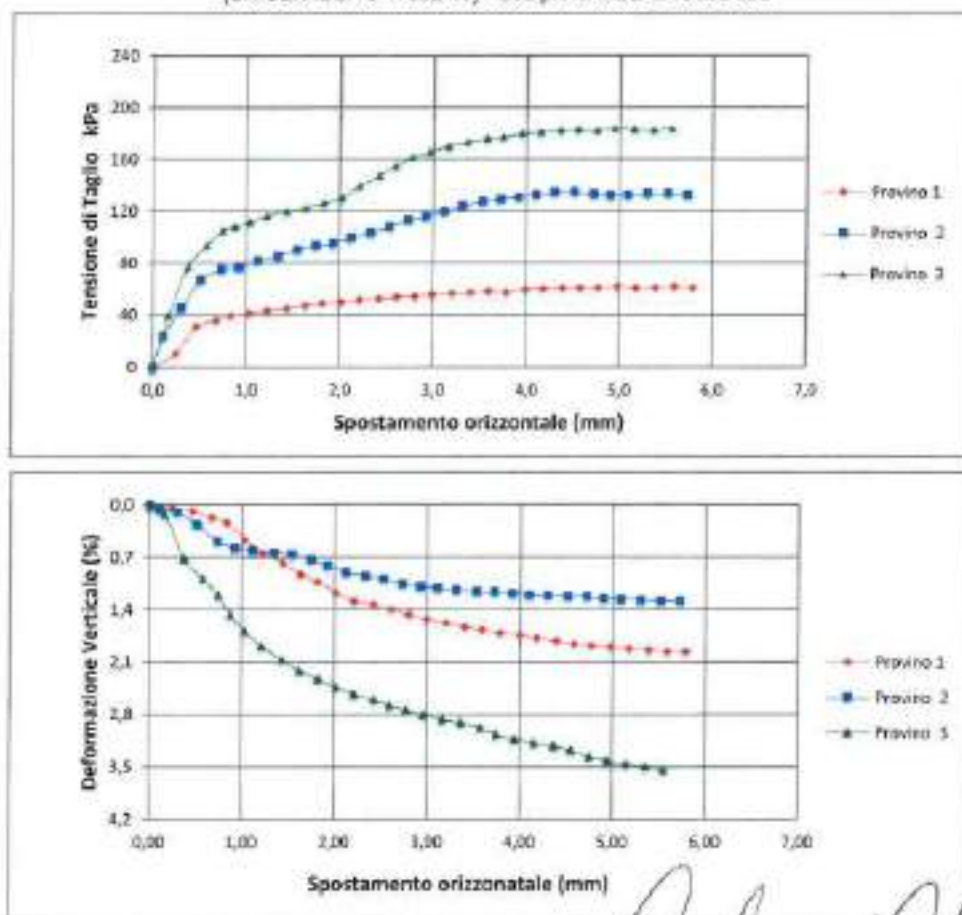 240
200
160
120
80
40
0
Tensione di Taglio kPa
0,0 1,0 2,0 3,0 4,0 5,0 6,0 7,0
Spostamento orizzontale (mm)
Provino 1
Provino 2
Provino 3
0,0
0,7
1,4
2,1
2,8
3,5
4,2
Deformazione Verticale (%)
0,00 1,00 2,00 3,00 4,00 5,00 6,00 7,00
Spostamento orizzonatale (mm)
Provino 1
Provino 2
Provino 3